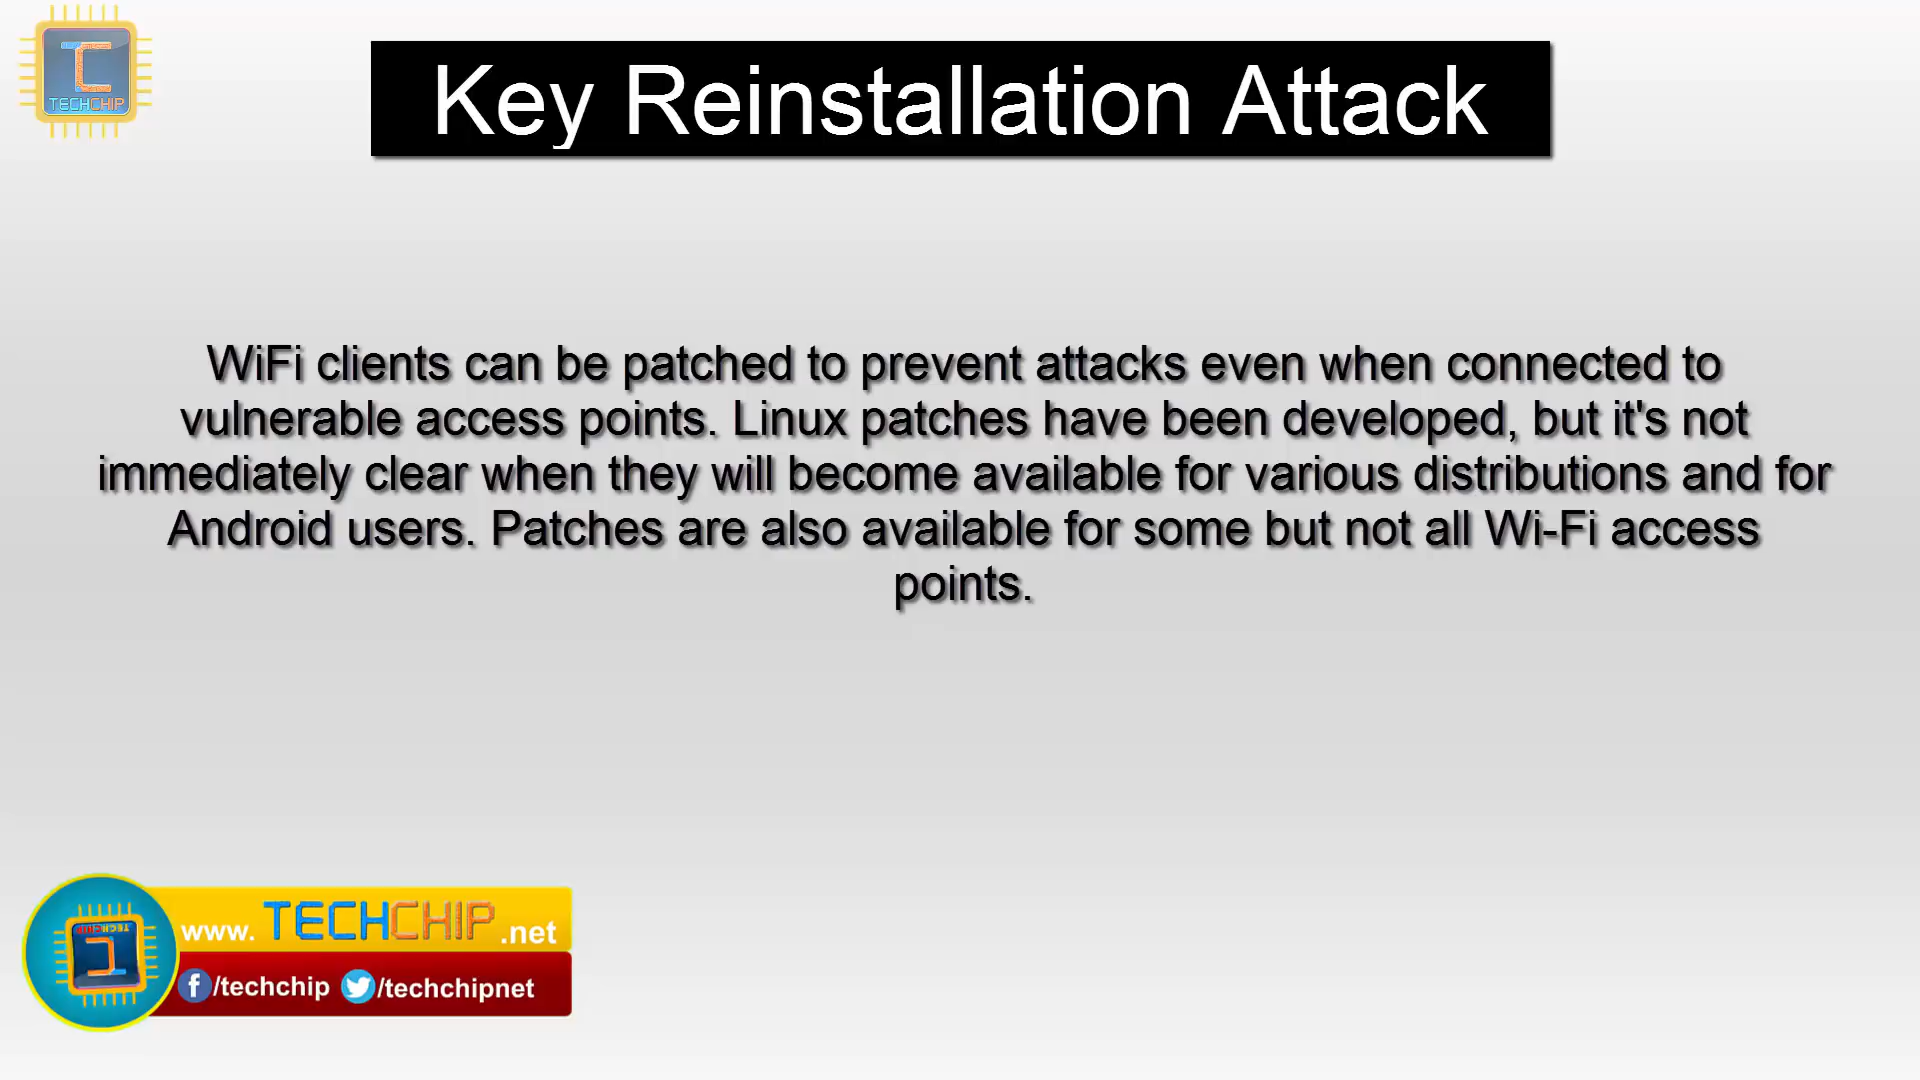 TECHCHIP
Key Reinstallation Attack
WiFi clients can be patched to prevent attacks even when connected to
vulnerable access points. Linux patches have been developed, but it's not
immediately clear when they will become available for various distributions and for
Android users. Patches are also available for some but not all Wi-Fi access
points.
www. TECHCHIP .net
TECHCHIP
f/techchip /techchipnet